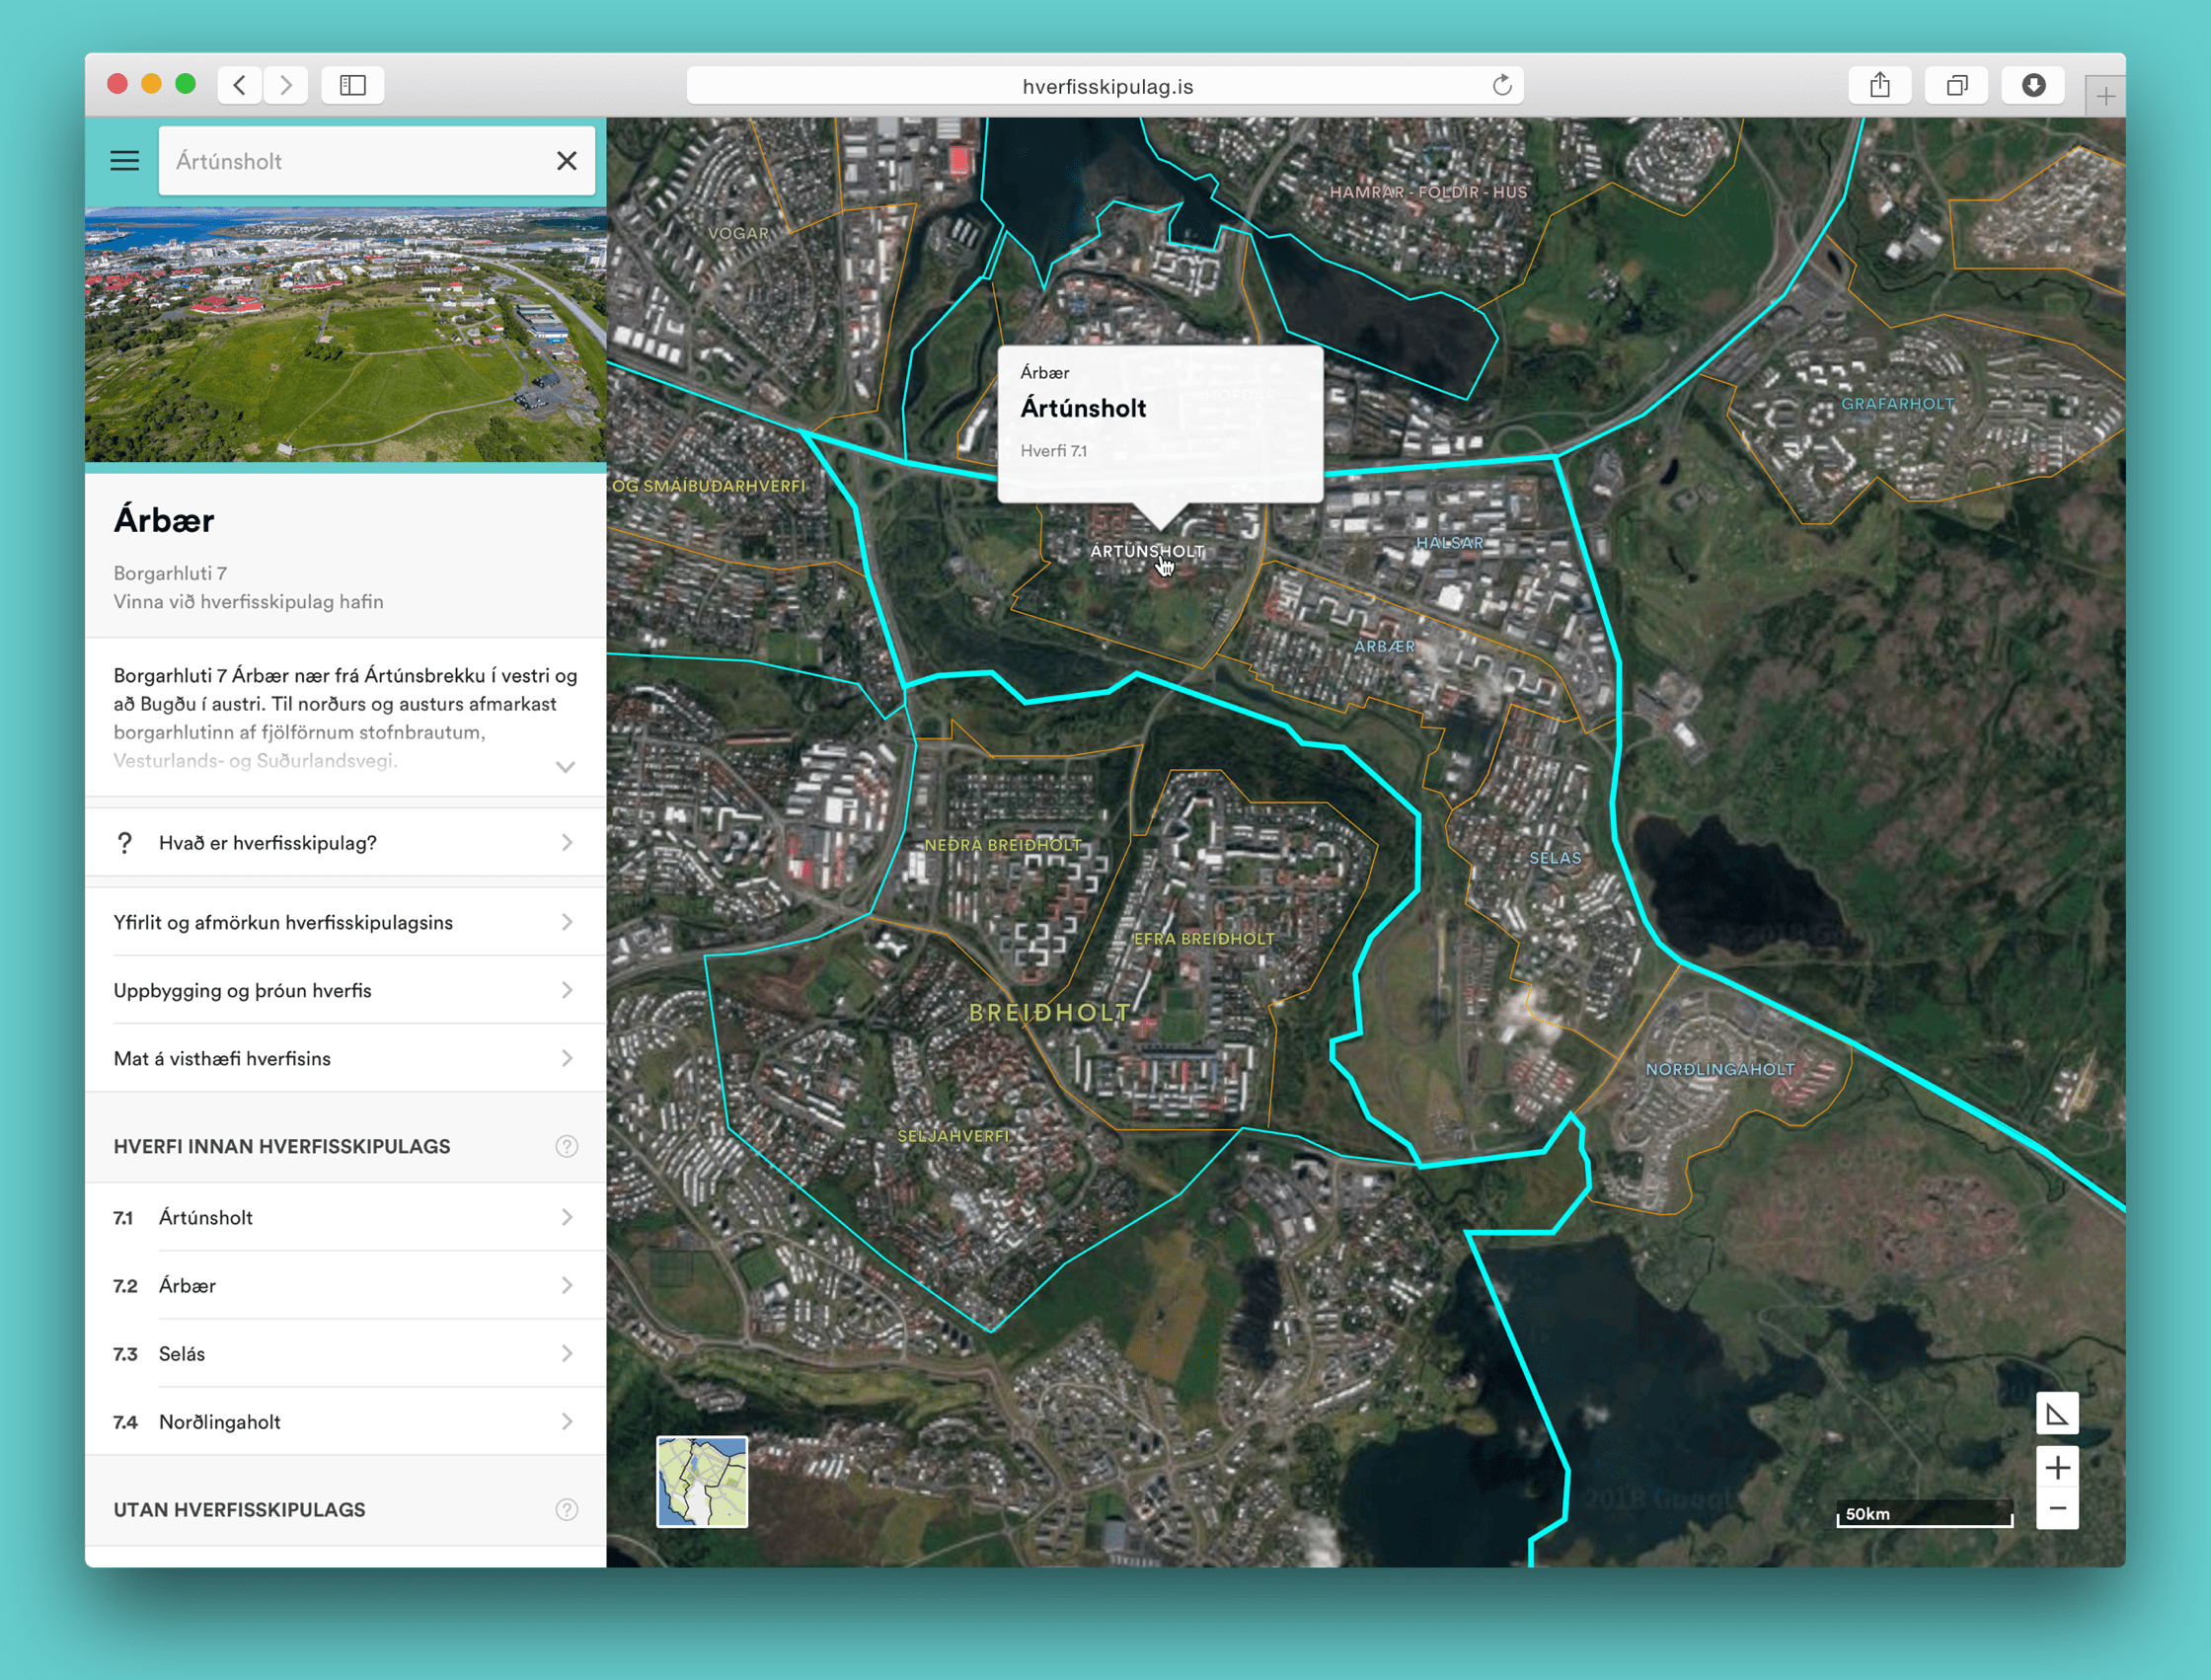 hverfisskipulag.is
Ártúnsholt
Árbær
Borgarhluti 7
Vinna við hverfisskipulag hafin
Borgarhluti 7 Árbær nær frá Ártúnsbrekku í vestri og
að Bugðu í austri. Til norðurs og austurs afmarkast
borgarhlutinn af fjölförnum stofnbrautum,
Vesturlands- og Suðurlandsvegi.
? Hvað er hverfisskipulag?
Yfirlit og afmörkun hverfisskipulagsins
Uppbygging og þróun hverfis
Mat á visthæfi hverfisins
HVERFI INNAN HVERFISSKIPULAGS ?
7.1 Ártúnsholt
7.2 Árbær
7.3 Selás
7.4 Norðlingaholt
UTAN HVERFISSKIPULAGS ?
HAMRAR - FOLDIR - HÚS
VOGAR
Árbær
Ártúnsholt
Hverfi 7.1
GRAFARHOLT
OG SMÁÍBÚÐARHVERFI
ÁRTÚNSHOLT
HÁLSAR
ÁRBÆR
NEÐRA BREIÐHOLT
SELÁS
EFRA BREIÐHOLT
BREIÐHOLT
NORÐLINGAHOLT
SELJAHVERFI
50km